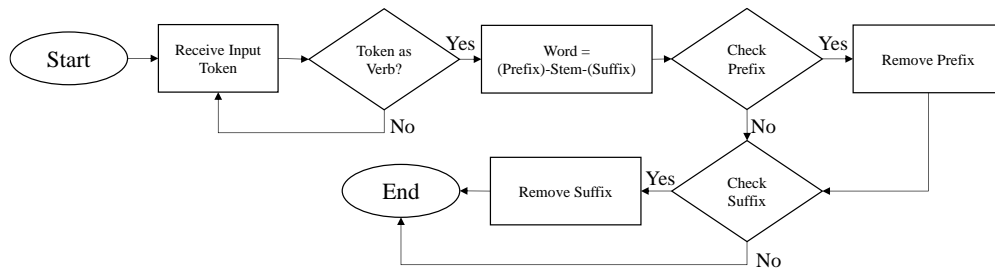 Start
Receive Input
Token
Token as
Verb?
Yes
No
Word =
(Prefix)-Stem-(Suffix)
Check
Prefix
Yes
No
Remove Prefix
Check
Suffix
Yes
No
Remove Suffix
End